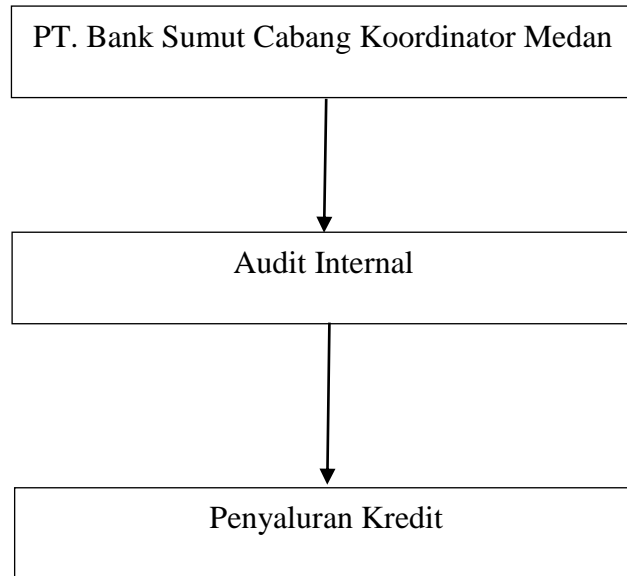 PT. Bank Sumut Cabang Koordinator Medan
Audit Internal
Penyaluran Kredit